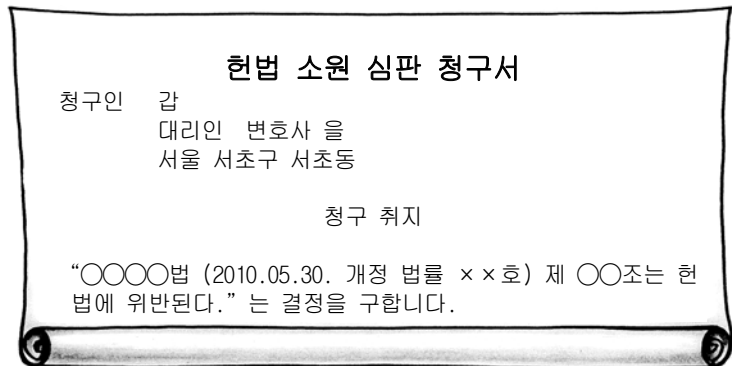 헌법 소원 심판 청구서
청구인 갑
대리인 변호사 을
서울 서초구 서초동
청구 취지
“○○○○법 (2010.05.30. 개정 법률 ××호) 제 ○○조는 헌
법에 위반된다.” 는 결정을 구합니다.